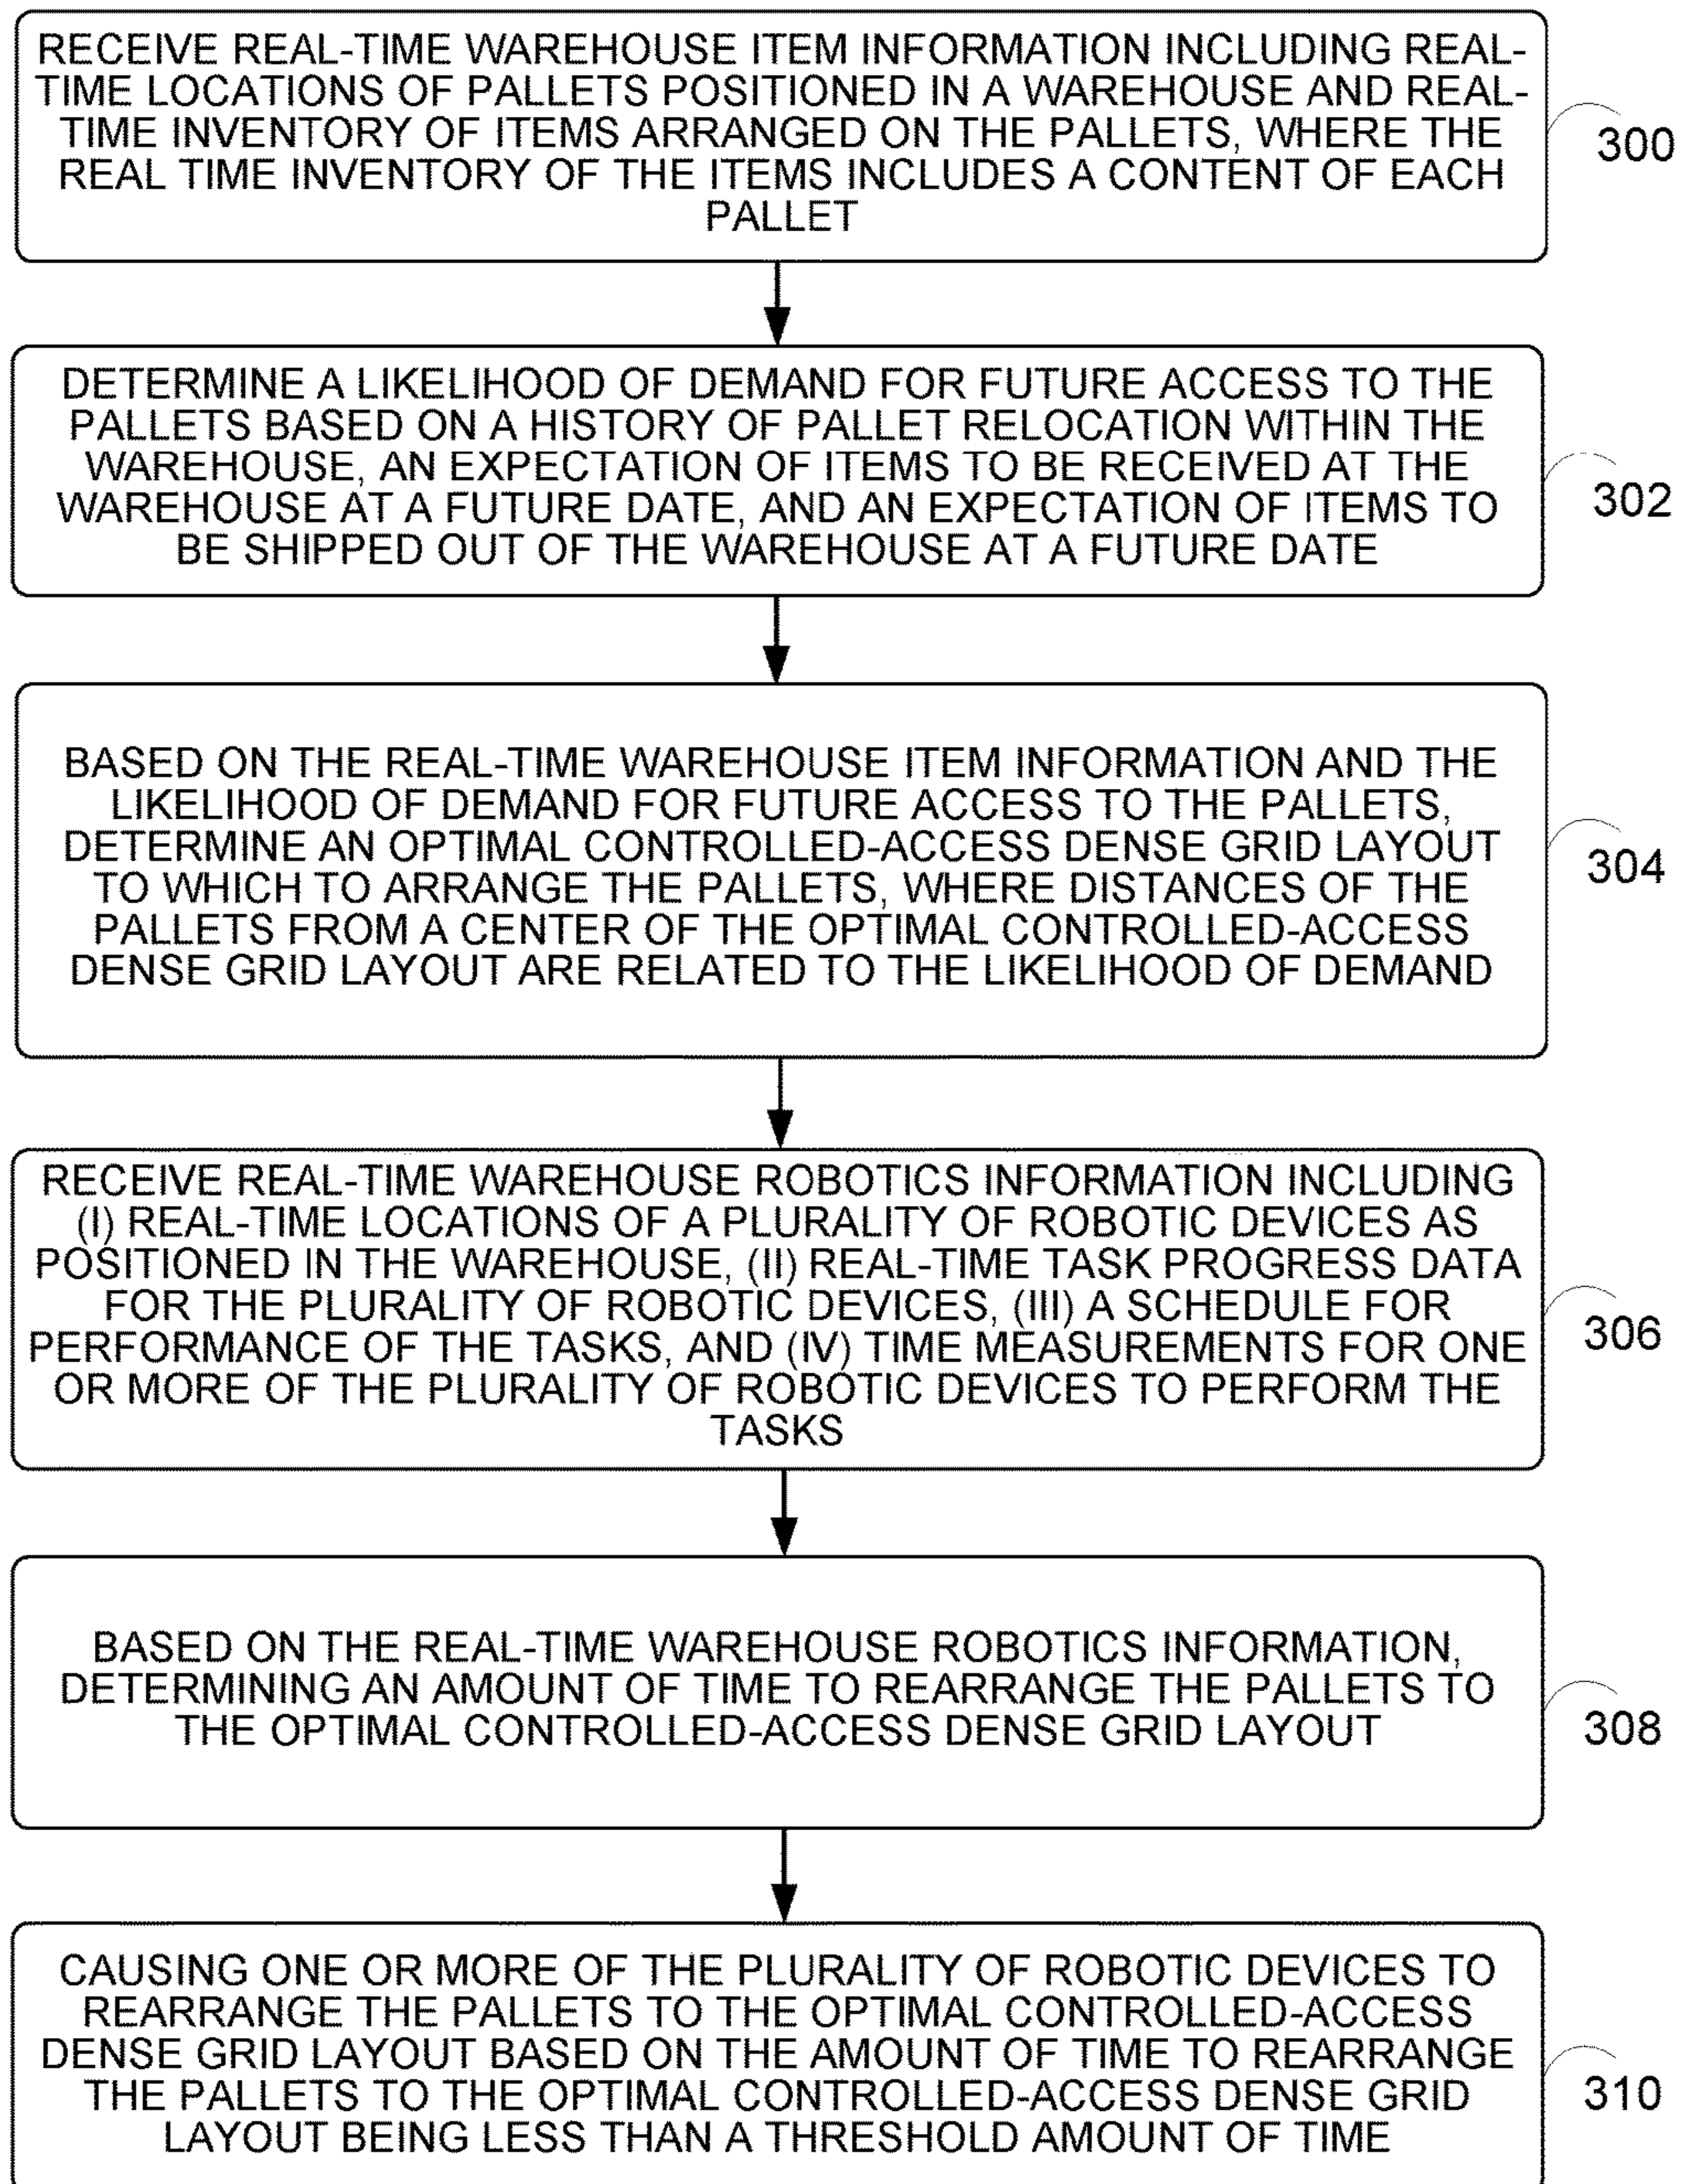 RECEIVE REAL-TIME WAREHOUSE ITEM INFORMATION INCLUDING REAL-
TIME LOCATIONS OF PALLETS POSITIONED IN A WAREHOUSE AND REAL-
TIME INVENTORY OF ITEMS ARRANGED ON THE PALLETS, WHERE THE
REAL TIME INVENTORY OF THE ITEMS INCLUDES A CONTENT OF EACH
PALLET
300
DETERMINE A LIKELIHOOD OF DEMAND FOR FUTURE ACCESS TO THE
PALLETS BASED ON A HISTORY OF PALLET RELOCATION WITHIN THE
WAREHOUSE, AN EXPECTATION OF ITEMS TO BE RECEIVED AT THE
WAREHOUSE AT A FUTURE DATE, AND AN EXPECTATION OF ITEMS TO
BE SHIPPED OUT OF THE WAREHOUSE AT A FUTURE DATE
302
BASED ON THE REAL-TIME WAREHOUSE ITEM INFORMATION AND THE
LIKELIHOOD OF DEMAND FOR FUTURE ACCESS TO THE PALLETS,
DETERMINE AN OPTIMAL CONTROLLED-ACCESS DENSE GRID LAYOUT
TO WHICH TO ARRANGE THE PALLETS, WHERE DISTANCES OF THE
PALLETS FROM A CENTER OF THE OPTIMAL CONTROLLED-ACCESS
DENSE GRID LAYOUT ARE RELATED TO THE LIKELIHOOD OF DEMAND
304
RECEIVE REAL-TIME WAREHOUSE ROBOTICS INFORMATION INCLUDING
(I) REAL-TIME LOCATIONS OF A PLURALITY OF ROBOTIC DEVICES AS
POSITIONED IN THE WAREHOUSE, (II) REAL-TIME TASK PROGRESS DATA
FOR THE PLURALITY OF ROBOTIC DEVICES, (III) A SCHEDULE FOR
PERFORMANCE OF THE TASKS, AND (IV) TIME MEASUREMENTS FOR ONE
OR MORE OF THE PLURALITY OF ROBOTIC DEVICES TO PERFORM THE
TASKS
306
BASED ON THE REAL-TIME WAREHOUSE ROBOTICS INFORMATION,
DETERMINING AN AMOUNT OF TIME TO REARRANGE THE PALLETS TO
THE OPTIMAL CONTROLLED-ACCESS DENSE GRID LAYOUT
308
CAUSING ONE OR MORE OF THE PLURALITY OF ROBOTIC DEVICES TO
REARRANGE THE PALLETS TO THE OPTIMAL CONTROLLED-ACCESS
DENSE GRID LAYOUT BASED ON THE AMOUNT OF TIME TO REARRANGE
THE PALLETS TO THE OPTIMAL CONTROLLED-ACCESS DENSE GRID
LAYOUT BEING LESS THAN A THRESHOLD AMOUNT OF TIME
310